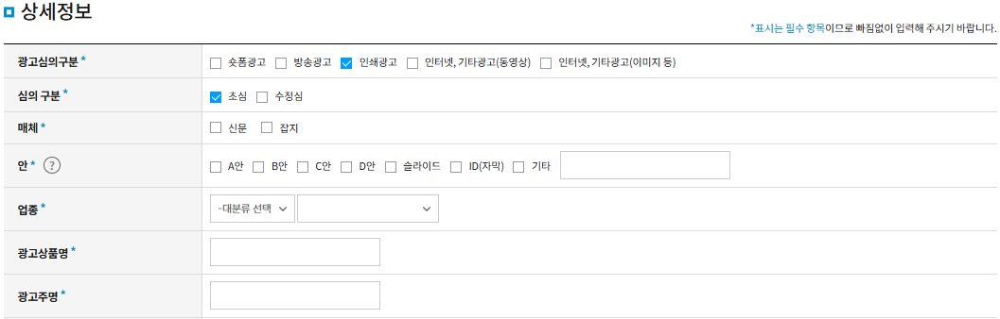 상세정보
*표시는 필수 항목이므로 빠짐없이 입력해 주시기 바랍니다.
광고심의구분 * 숏폼광고 방송광고 인쇄광고 인터넷, 기타광고(동영상) 인터넷, 기타광고(이미지 등)
심의 구분 * 초심 수정심
매체 * 신문 잡지
안 * ? A안 B안 C안 D안 슬라이드 ID(자막) 기타
업종 * -대분류 선택
광고상품명 *
광고주명 *